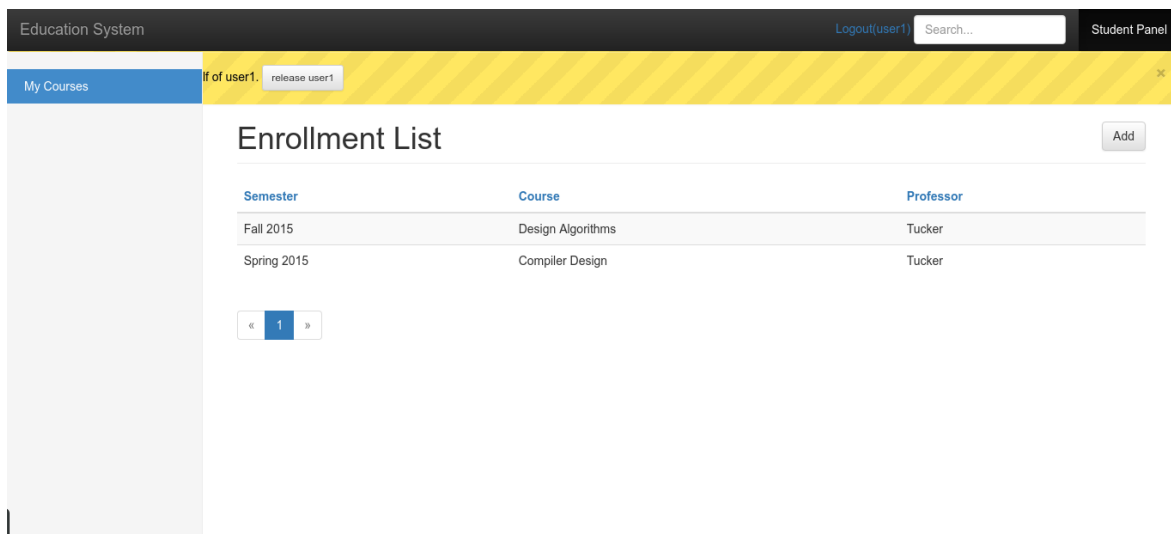 Education System Logout(user1) Search... Student Panel
My Courses
lf of user1. release user1 ×
Enrollment List Add
Semester Course Professor
Fall 2015 Design Algorithms Tucker
Spring 2015 Compiler Design Tucker
« 1 »